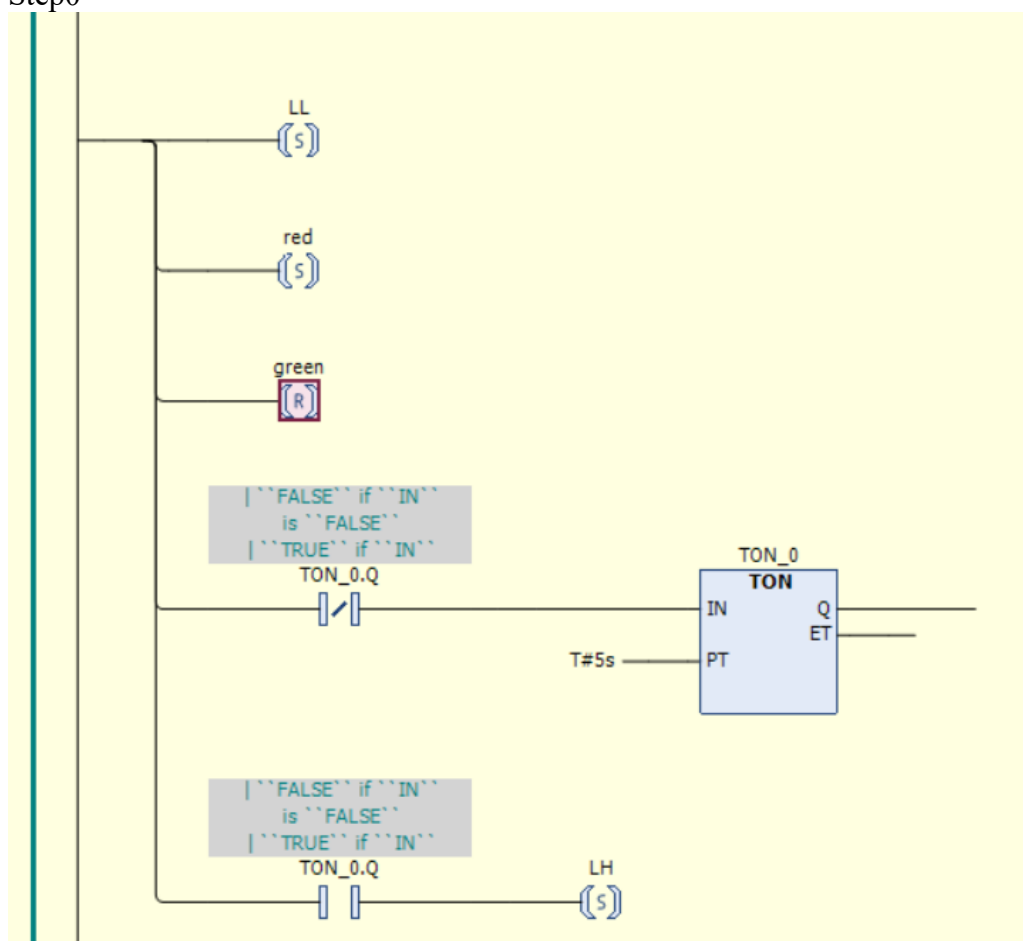 Step0
LL
S
red
S
green
R
| ``FALSE`` if ``IN``
is ``FALSE``
| ``TRUE`` if ``IN``
TON_0.Q
TON_0
TON
IN Q
ET
T#5s PT
| ``FALSE`` if ``IN``
is ``FALSE``
| ``TRUE`` if ``IN``
TON_0.Q
LH
S